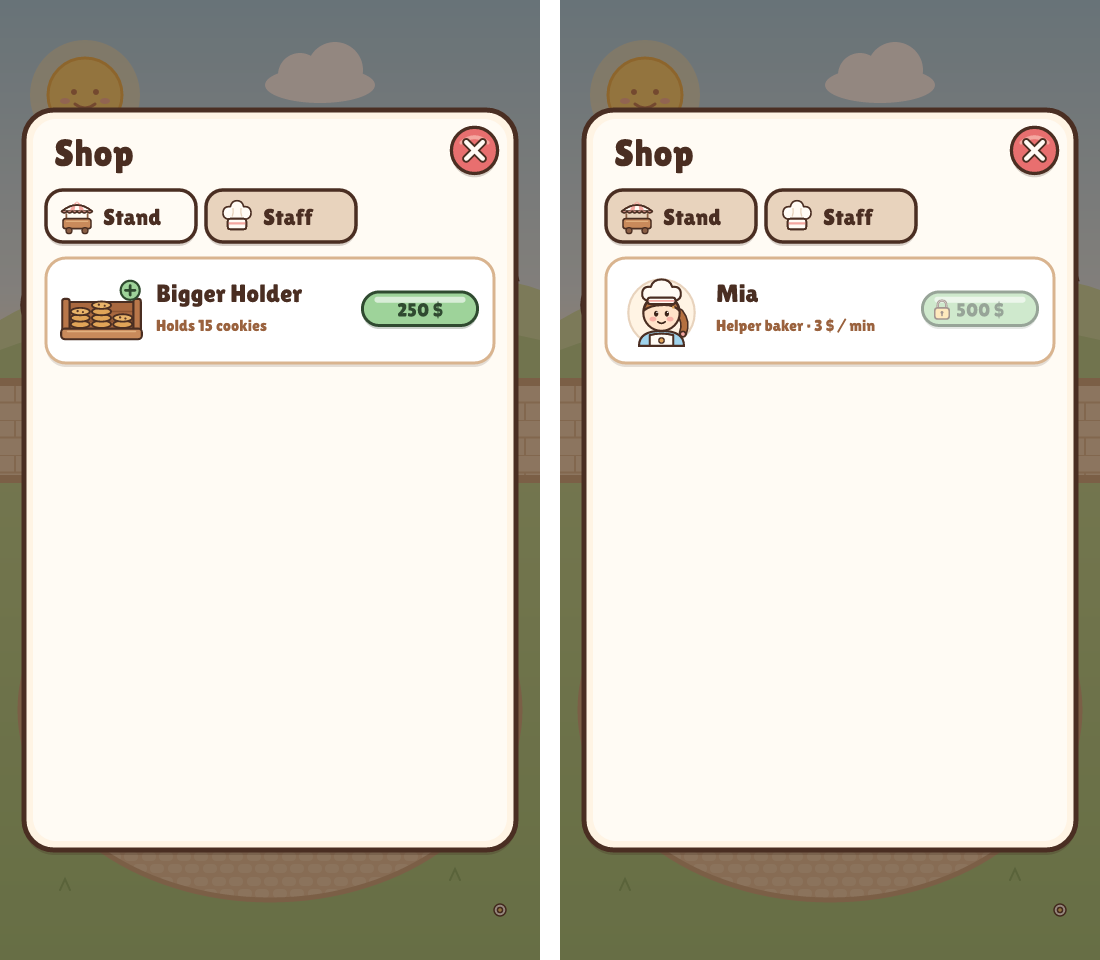 Shop
Stand
Staff
Bigger Holder
Holds 15 cookies
250 $
Shop
Stand
Staff
Mia
Helper baker · 3 $ / min
500 $